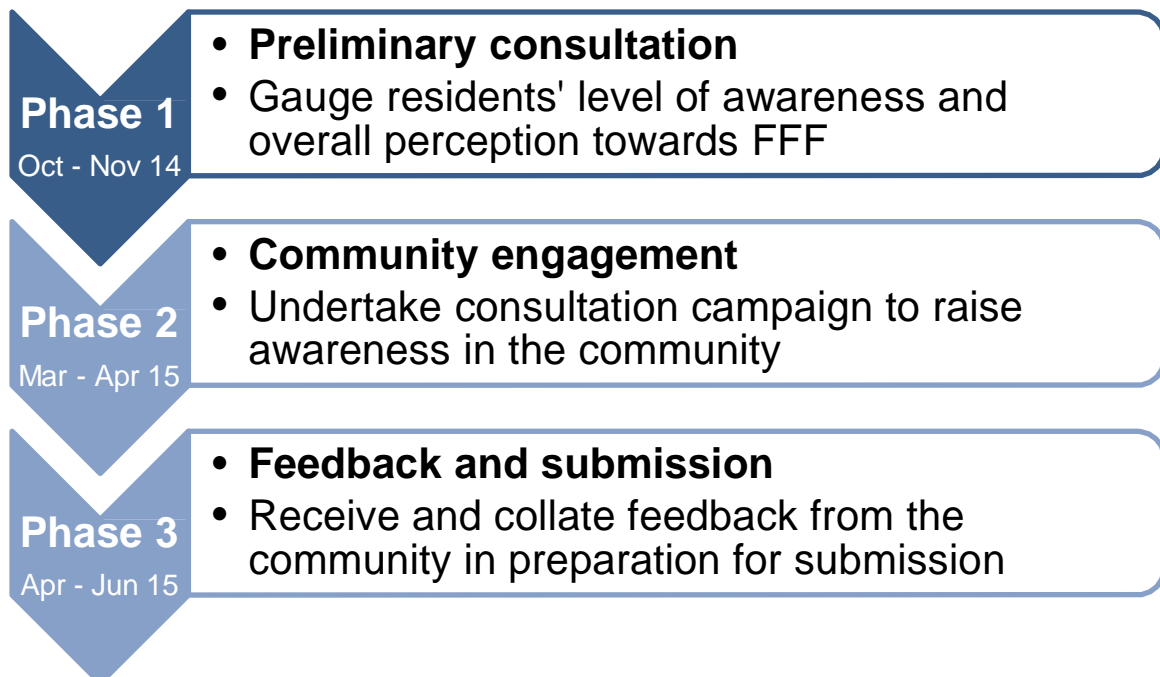 Phase 1
Oct - Nov 14
• Preliminary consultation
• Gauge residents' level of awareness and
overall perception towards FFF
Phase 2
Mar - Apr 15
• Community engagement
• Undertake consultation campaign to raise
awareness in the community
Phase 3
Apr - Jun 15
• Feedback and submission
• Receive and collate feedback from the
community in preparation for submission